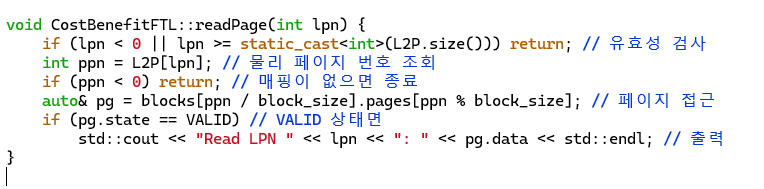 void CostBenefitFTL::readPage(int lpn) {
    if (lpn < 0 || lpn >= static_cast<int>(L2P.size())) return; // 유효성 검사
    int ppn = L2P[lpn]; // 물리 페이지 번호 조회
    if (ppn < 0) return; // 매핑이 없으면 종료
    auto& pg = blocks[ppn / block_size].pages[ppn % block_size]; // 페이지 접근
    if (pg.state == VALID) // VALID 상태면
        std::cout << "Read LPN " << lpn << ": " << pg.data << std::endl; // 출력
}